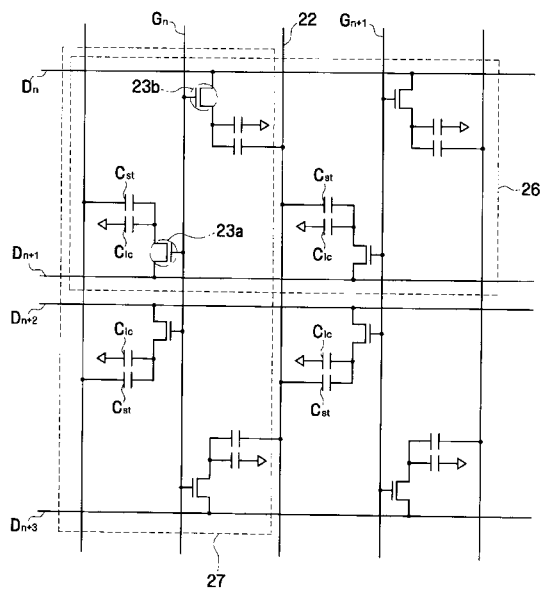 Gn 22 Gn+1
Dn 23b
26
Cst Cst
Clc 23a Clc
Dn+1
Dn+2
Clc Clc
Cst Cst
Dn+3
27